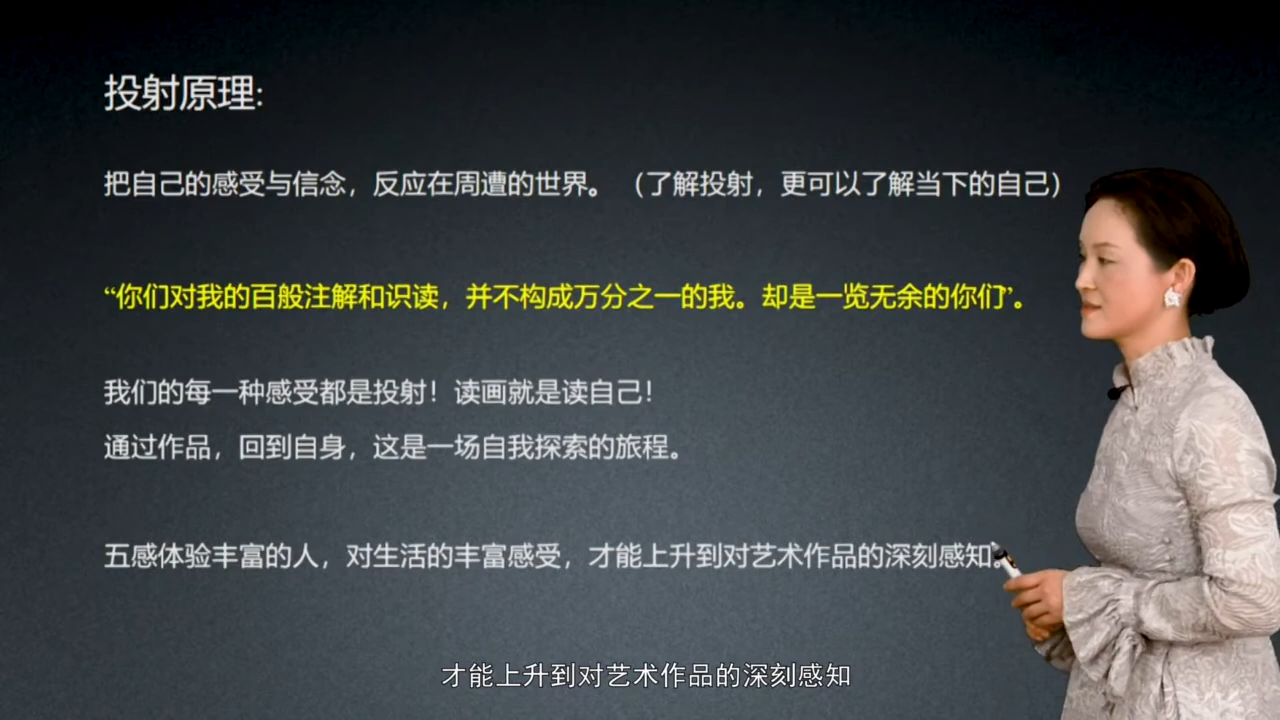 投射原理:
把自己的感受与信念，反应在周遭的世界。（了解投射，更可以了解当下的自己）
“你们对我的百般注解和识读，并不构成万分之一的我。却是一览无余的你们”。
我们的每一种感受都是投射！读画就是读自己！
通过作品，回到自身，这是一场自我探索的旅程。
五感体验丰富的人，对生活的丰富感受，才能上升到对艺术作品的深刻感知。
才能上升到对艺术作品的深刻感知